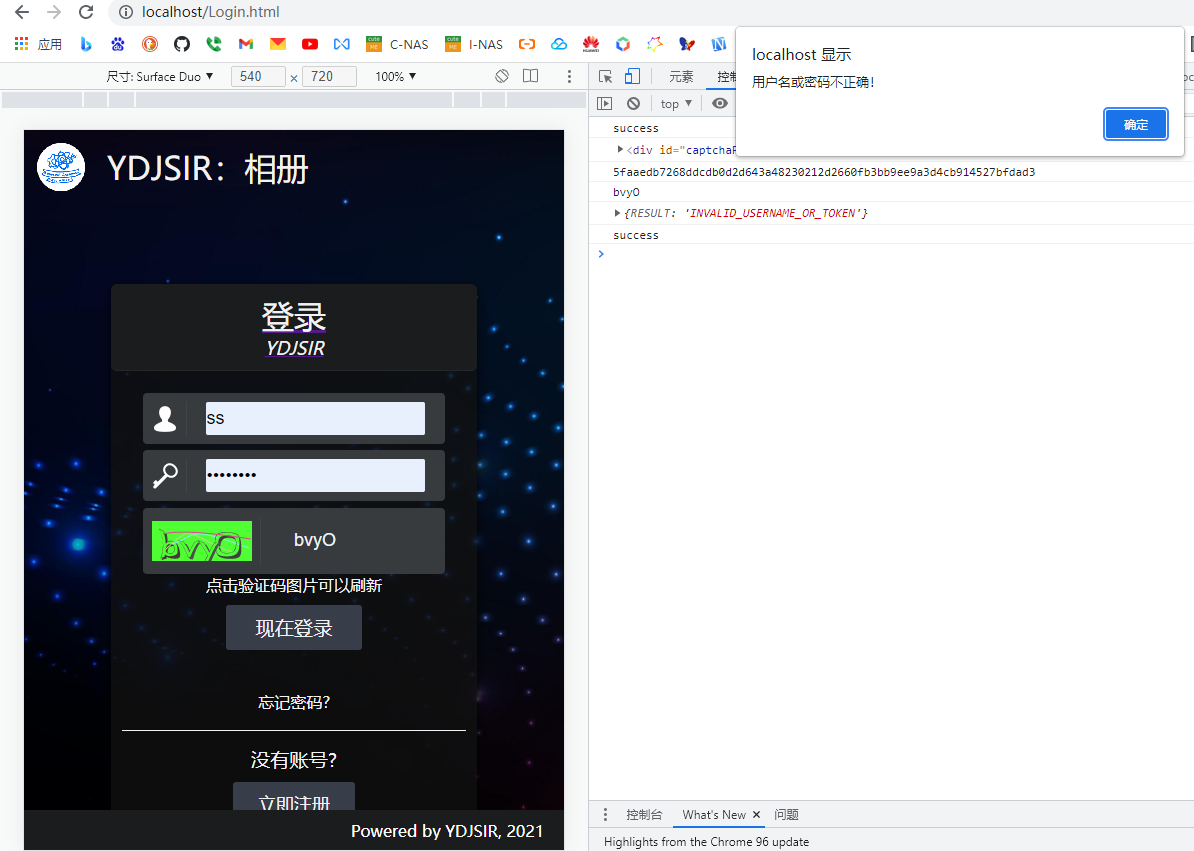 localhost/Login.html
应用
C-NAS
I-NAS
localhost 显示
用户名或密码不正确!
确定
尺寸: Surface Duo ▼ 540 × 720 100% ▼
元素
top ▼
YDJSIR：相册
登录
YDJSIR
ss
••••••••
bvyO
bvyO
点击验证码图片可以刷新
现在登录
忘记密码?
没有账号?
立即注册
Powered by YDJSIR, 2021
success
▶<div id="captcha
5faaedb7268ddcdb0d2d643a48230212d2660fb3bb9ee9a3d4cb914527bfdad3
bvyO
▶{RESULT: 'INVALID_USERNAME_OR_TOKEN'}
success
控制台 What's New × 问题
Highlights from the Chrome 96 update